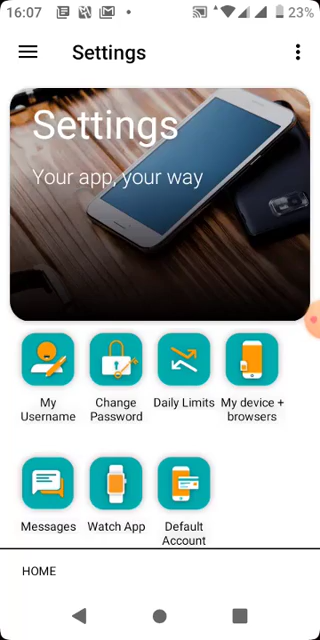 16:07
23%
Settings
Settings
Your app, your way
My
Username
Change
Password
Daily Limits
My device +
browsers
Messages
Watch App
Default
Account
HOME